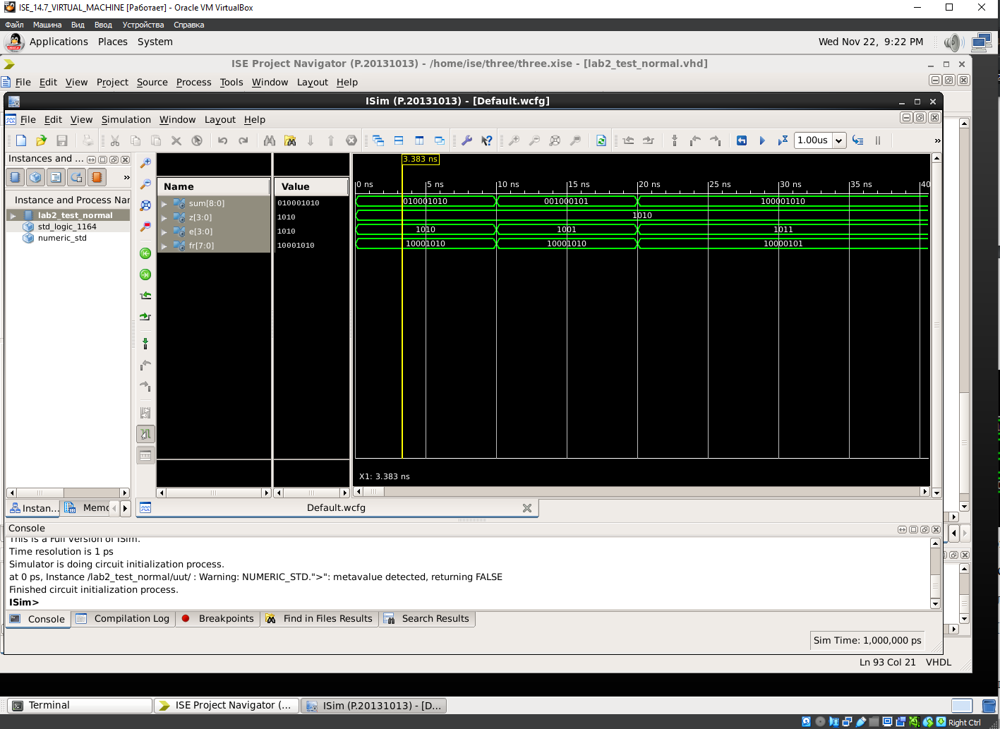 ISE_14.7_VIRTUAL_MACHINE [Работает] - Oracle VM VirtualBox
Файл Машина Вид Ввод Устройства Справка
Applications Places System Wed Nov 22, 9:22 PM
ISE Project Navigator (P.20131013) - /home/ise/three/three.xise - [lab2_test_normal.vhd]
File Edit View Project Source Process Tools Window Layout Help
ISim (P.20131013) - [Default.wcfg]
File Edit View Simulation Window Layout Help
1.00us »
Instances and ...
»
3.383 ns
Instance and Process Nar
lab2_test_normal
std_logic_1164
numeric_std
Name Value
0 ns 5 ns 10 ns 15 ns 20 ns 25 ns 30 ns 35 ns 40
sum[8:0] 010001010 010001010 001000101 100001010
z[3:0] 1010 1010
e[3:0] 1010 1010 1001 1011
fr[7:0] 10001010 10001010 10001010 10000101
X1: 3.383 ns
Instan... Memo
Default.wcfg
Console
This is a Full version of ISim.
Time resolution is 1 ps
Simulator is doing circuit initialization process.
at 0 ps, Instance /lab2_test_normal/uut/ : Warning: NUMERIC_STD.">": metavalue detected, returning FALSE
Finished circuit initialization process.
ISim>
Console Compilation Log Breakpoints Find in Files Results Search Results
Sim Time: 1,000,000 ps
Ln 93 Col 21 VHDL
Terminal ISE Project Navigator (... ISim (P.20131013) - [D...
Right Ctrl